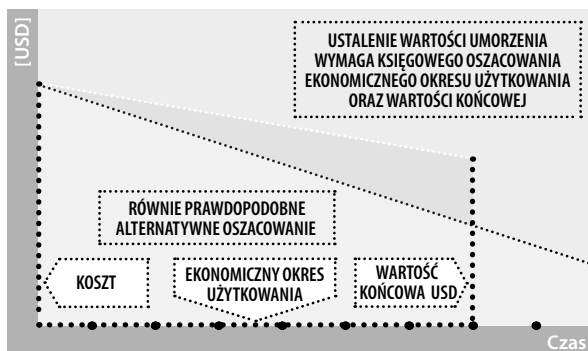 [USD]
USTALENIE WARTOŚCI UMORZENIA
WYMAGA KSIĘGOWEGO OSZACOWANIA
EKONOMICZNEGO OKRESU UŻYTKOWANIA
ORAZ WARTOŚCI KOŃCOWEJ
RÓWNIE PRAWDOPODOBNE
ALTERNATYWNE OSZACOWANIE
KOSZT
EKONOMICZNY OKRES
UŻYTKOWANIA
WARTOŚĆ
KOŃCOWA USD
Czas